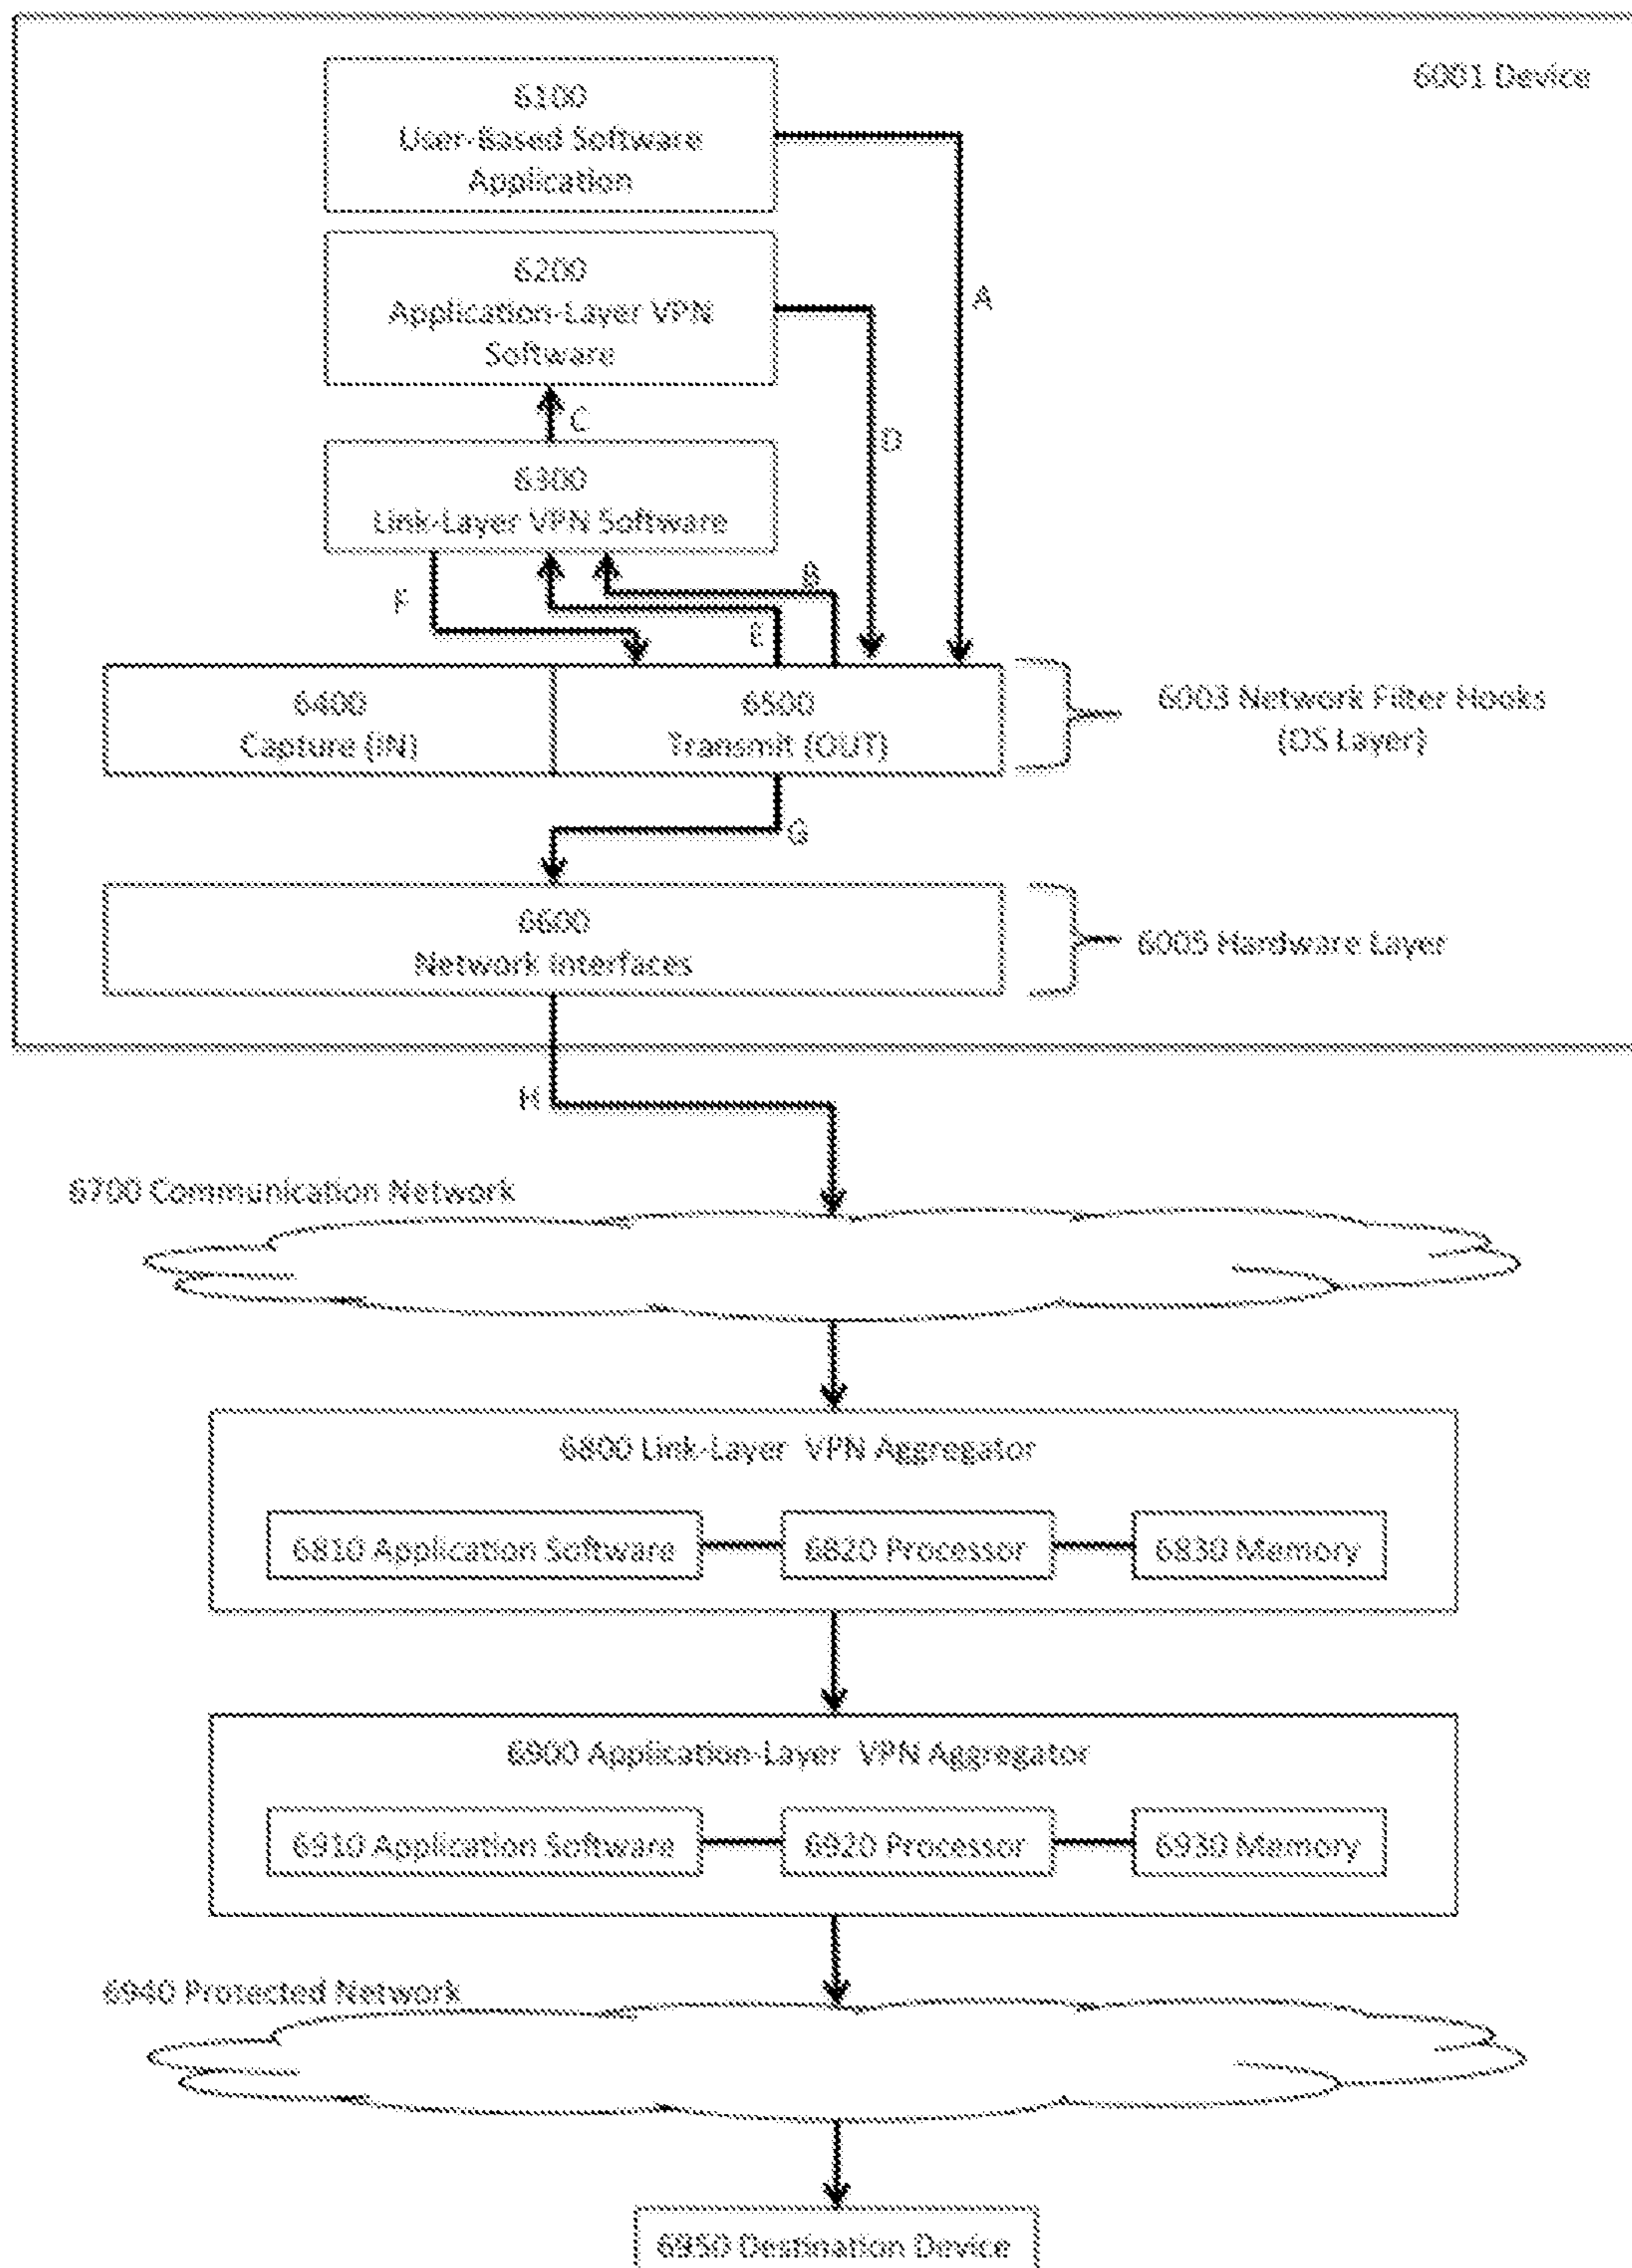 6001 Device
6100
User-Based Software
Application
6200
Application-Layer VPN
Software
A
C
D
6300
Link-Layer VPN Software
B
F
E
6400
Capture (IN)
6500
Transmit (OUT)
6003 Network Filter Hooks
(OS Layer)
G
6600
Network Interfaces
6005 Hardware Layer
H
6700 Communication Network
6800 Link-Layer VPN Aggregator
6810 Application Software
6820 Processor
6830 Memory
6900 Application-Layer VPN Aggregator
6910 Application Software
6920 Processor
6930 Memory
6940 Protected Network
6950 Destination Device